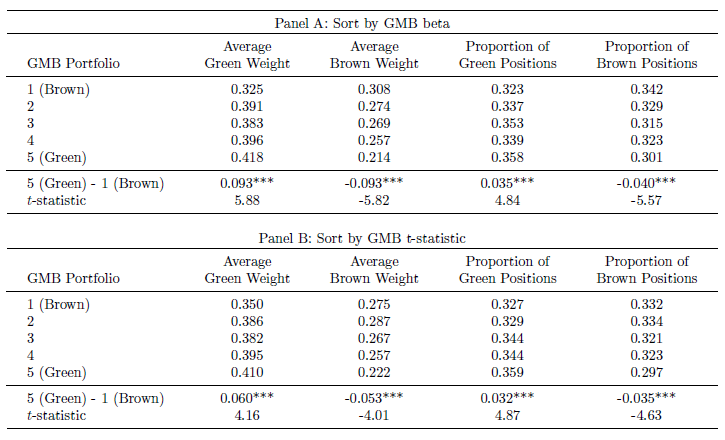 Panel A: Sort by GMB beta
Average Average Proportion of Proportion of
GMB Portfolio Green Weight Brown Weight Green Positions Brown Positions
1 (Brown) 0.325 0.308 0.323 0.342
2 0.391 0.274 0.337 0.329
3 0.383 0.269 0.353 0.315
4 0.396 0.257 0.339 0.323
5 (Green) 0.418 0.214 0.358 0.301
5 (Green) - 1 (Brown) 0.093*** -0.093*** 0.035*** -0.040***
t-statistic 5.88 -5.82 4.84 -5.57
Panel B: Sort by GMB t-statistic
Average Average Proportion of Proportion of
GMB Portfolio Green Weight Brown Weight Green Positions Brown Positions
1 (Brown) 0.350 0.275 0.327 0.332
2 0.386 0.287 0.329 0.334
3 0.382 0.267 0.344 0.321
4 0.395 0.257 0.344 0.323
5 (Green) 0.410 0.222 0.359 0.297
5 (Green) - 1 (Brown) 0.060*** -0.053*** 0.032*** -0.035***
t-statistic 4.16 -4.01 4.87 -4.63